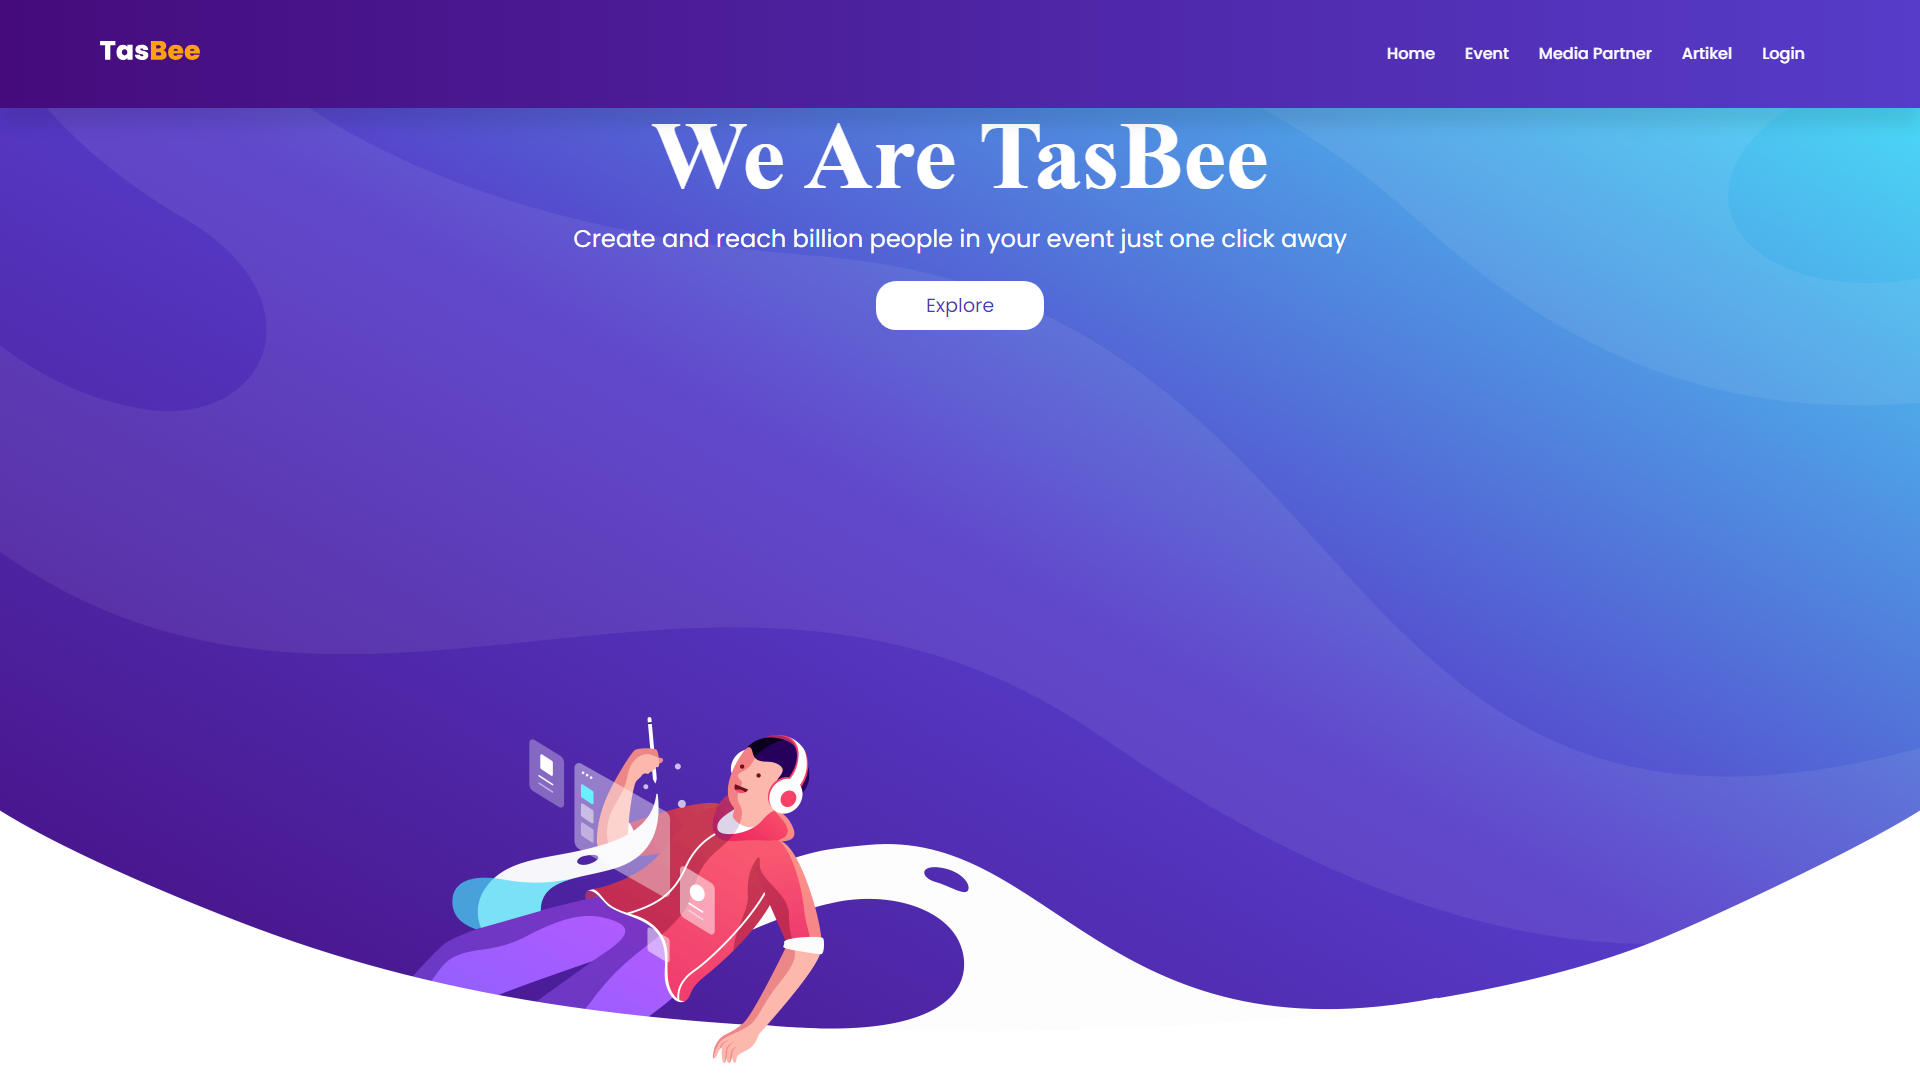 TasBee
Home Event Media Partner Artikel Login
We Are TasBee
Create and reach billion people in your event just one click away
Explore